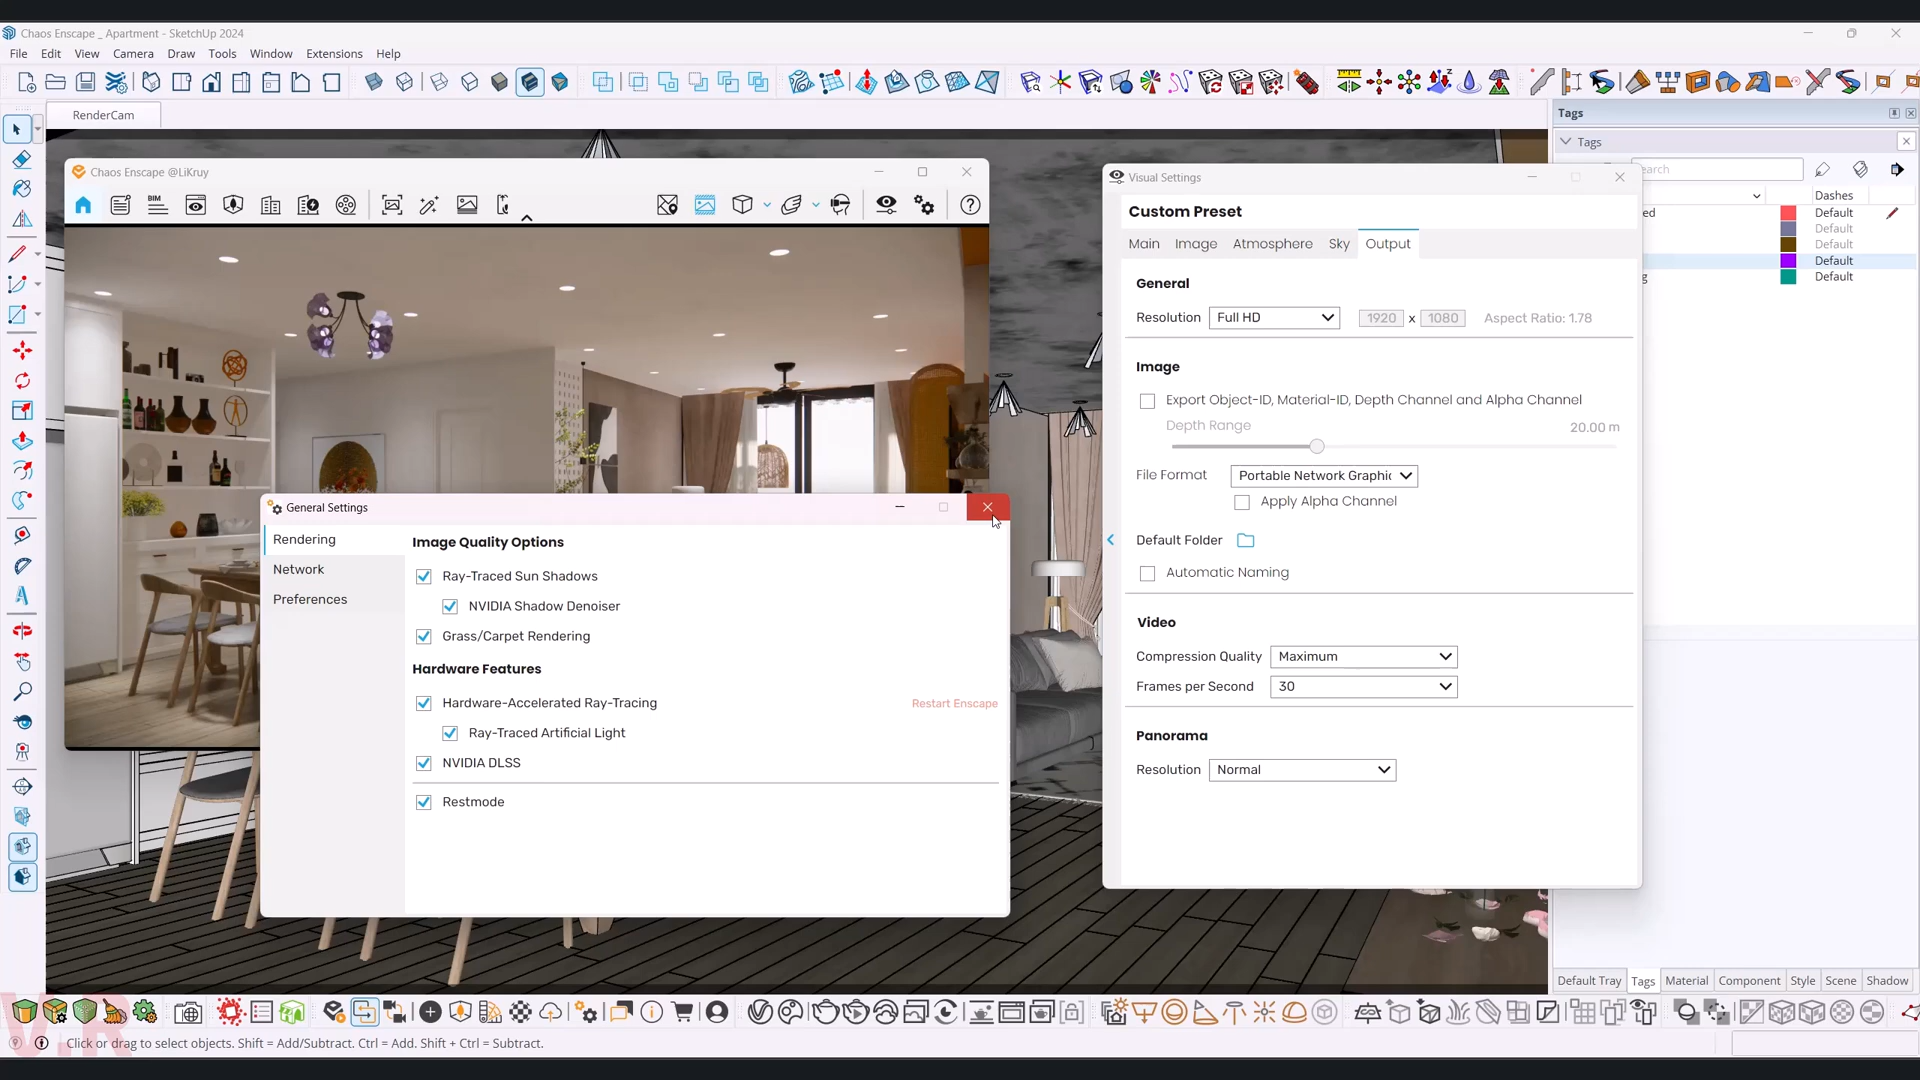 Chaos Enscape _ Apartment - SketchUp 2024
File Edit View Camera Draw Tools Window Extensions Help
RenderCam
Tags
Tags
earch
Dashes
ed Default
Default
Default
Default
g Default
Chaos Enscape @LiKruy
BIM
Visual Settings
Custom Preset
Main Image Atmosphere Sky Output
General
Resolution Full HD 1920 x 1080 Aspect Ratio: 1.78
Image
Export Object-ID, Material-ID, Depth Channel and Alpha Channel
Depth Range 20.00 m
File Format Portable Network Graphic
Apply Alpha Channel
Default Folder
Automatic Naming
Video
Compression Quality Maximum
Frames per Second 30
Panorama
Resolution Normal
General Settings
Rendering
Network
Preferences
Image Quality Options
Ray-Traced Sun Shadows
NVIDIA Shadow Denoiser
Grass/Carpet Rendering
Hardware Features
Hardware-Accelerated Ray-Tracing Restart Enscape
Ray-Traced Artificial Light
NVIDIA DLSS
Restmode
Default Tray Tags Material Component Style Scene Shadow
V.R
Click or drag to select objects. Shift = Add/Subtract. Ctrl = Add. Shift + Ctrl = Subtract.